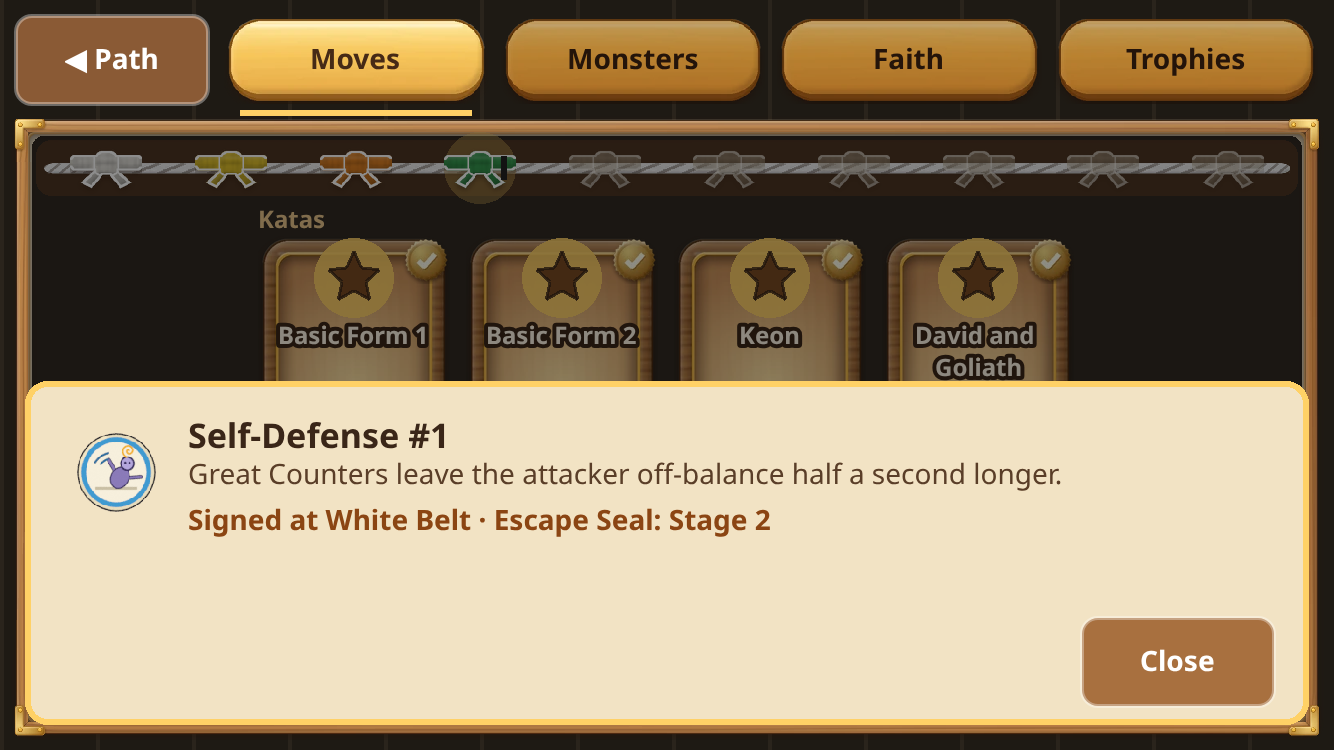 ◀ Path
Moves
Monsters
Faith
Trophies
Katas
Basic Form 1
Basic Form 2
Keon
David and
Goliath
Self-Defense #1
Great Counters leave the attacker off-balance half a second longer.
Signed at White Belt · Escape Seal: Stage 2
Close